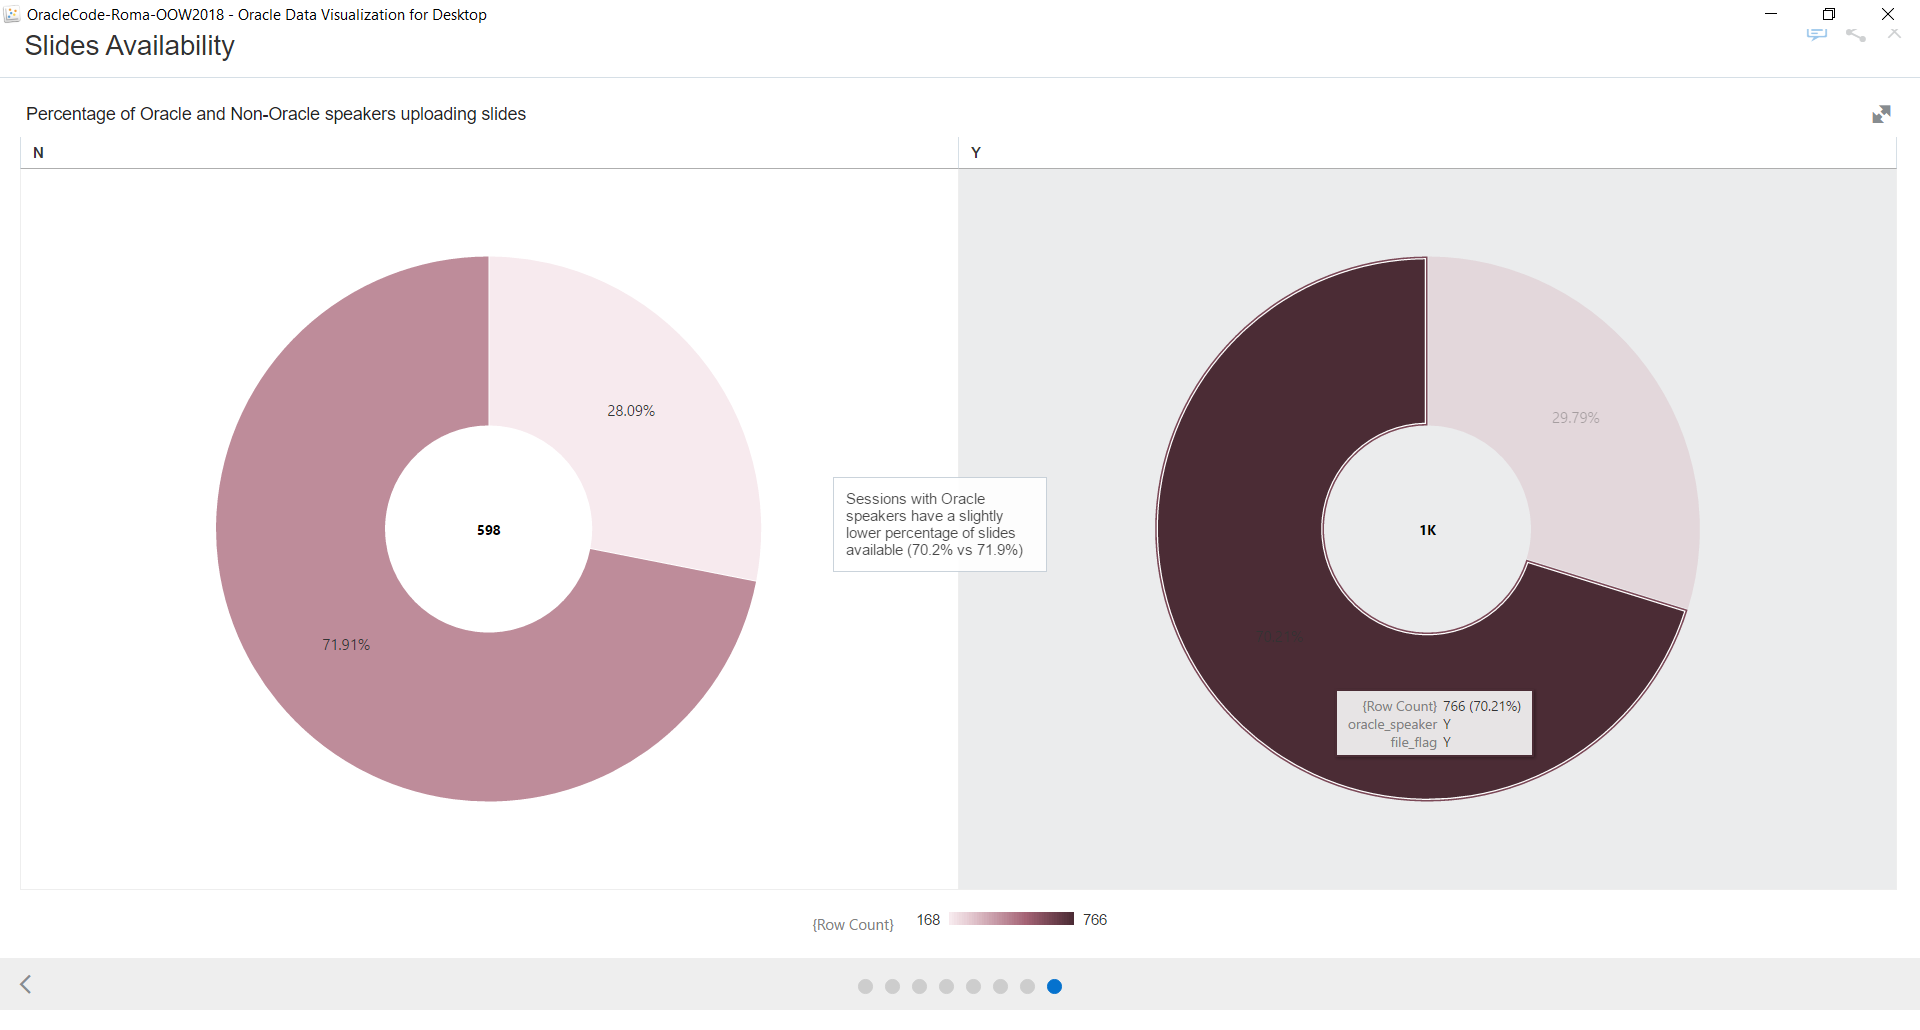 OracleCode-Roma-OOW2018 - Oracle Data Visualization for Desktop
Slides Availability
Percentage of Oracle and Non-Oracle speakers uploading slides
N
Y
28.09%
598
71.91%
Sessions with Oracle
speakers have a slightly
lower percentage of slides
available (70.2% vs 71.9%)
29.79%
1K
{Row Count} 766 (70.21%)
oracle_speaker Y
file_flag Y
{Row Count} 168 766